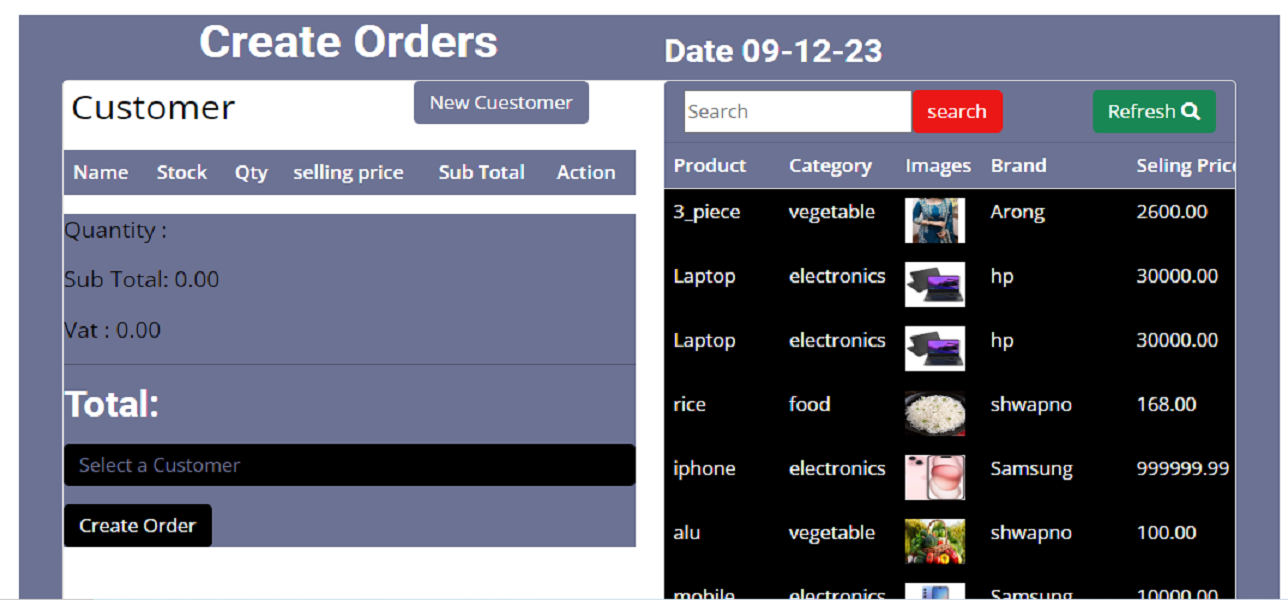 Create Orders
Date 09-12-23
Customer
New Cuestomer
Name Stock Qty selling price Sub Total Action
Quantity :
Sub Total: 0.00
Vat : 0.00
Total:
Select a Customer
Create Order
Search search Refresh
Product Category Images Brand Seling Price
3_piece vegetable Arong 2600.00
Laptop electronics hp 30000.00
Laptop electronics hp 30000.00
rice food shwapno 168.00
iphone electronics Samsung 999999.99
alu vegetable shwapno 100.00
mobile electronics Samsung 10000.00